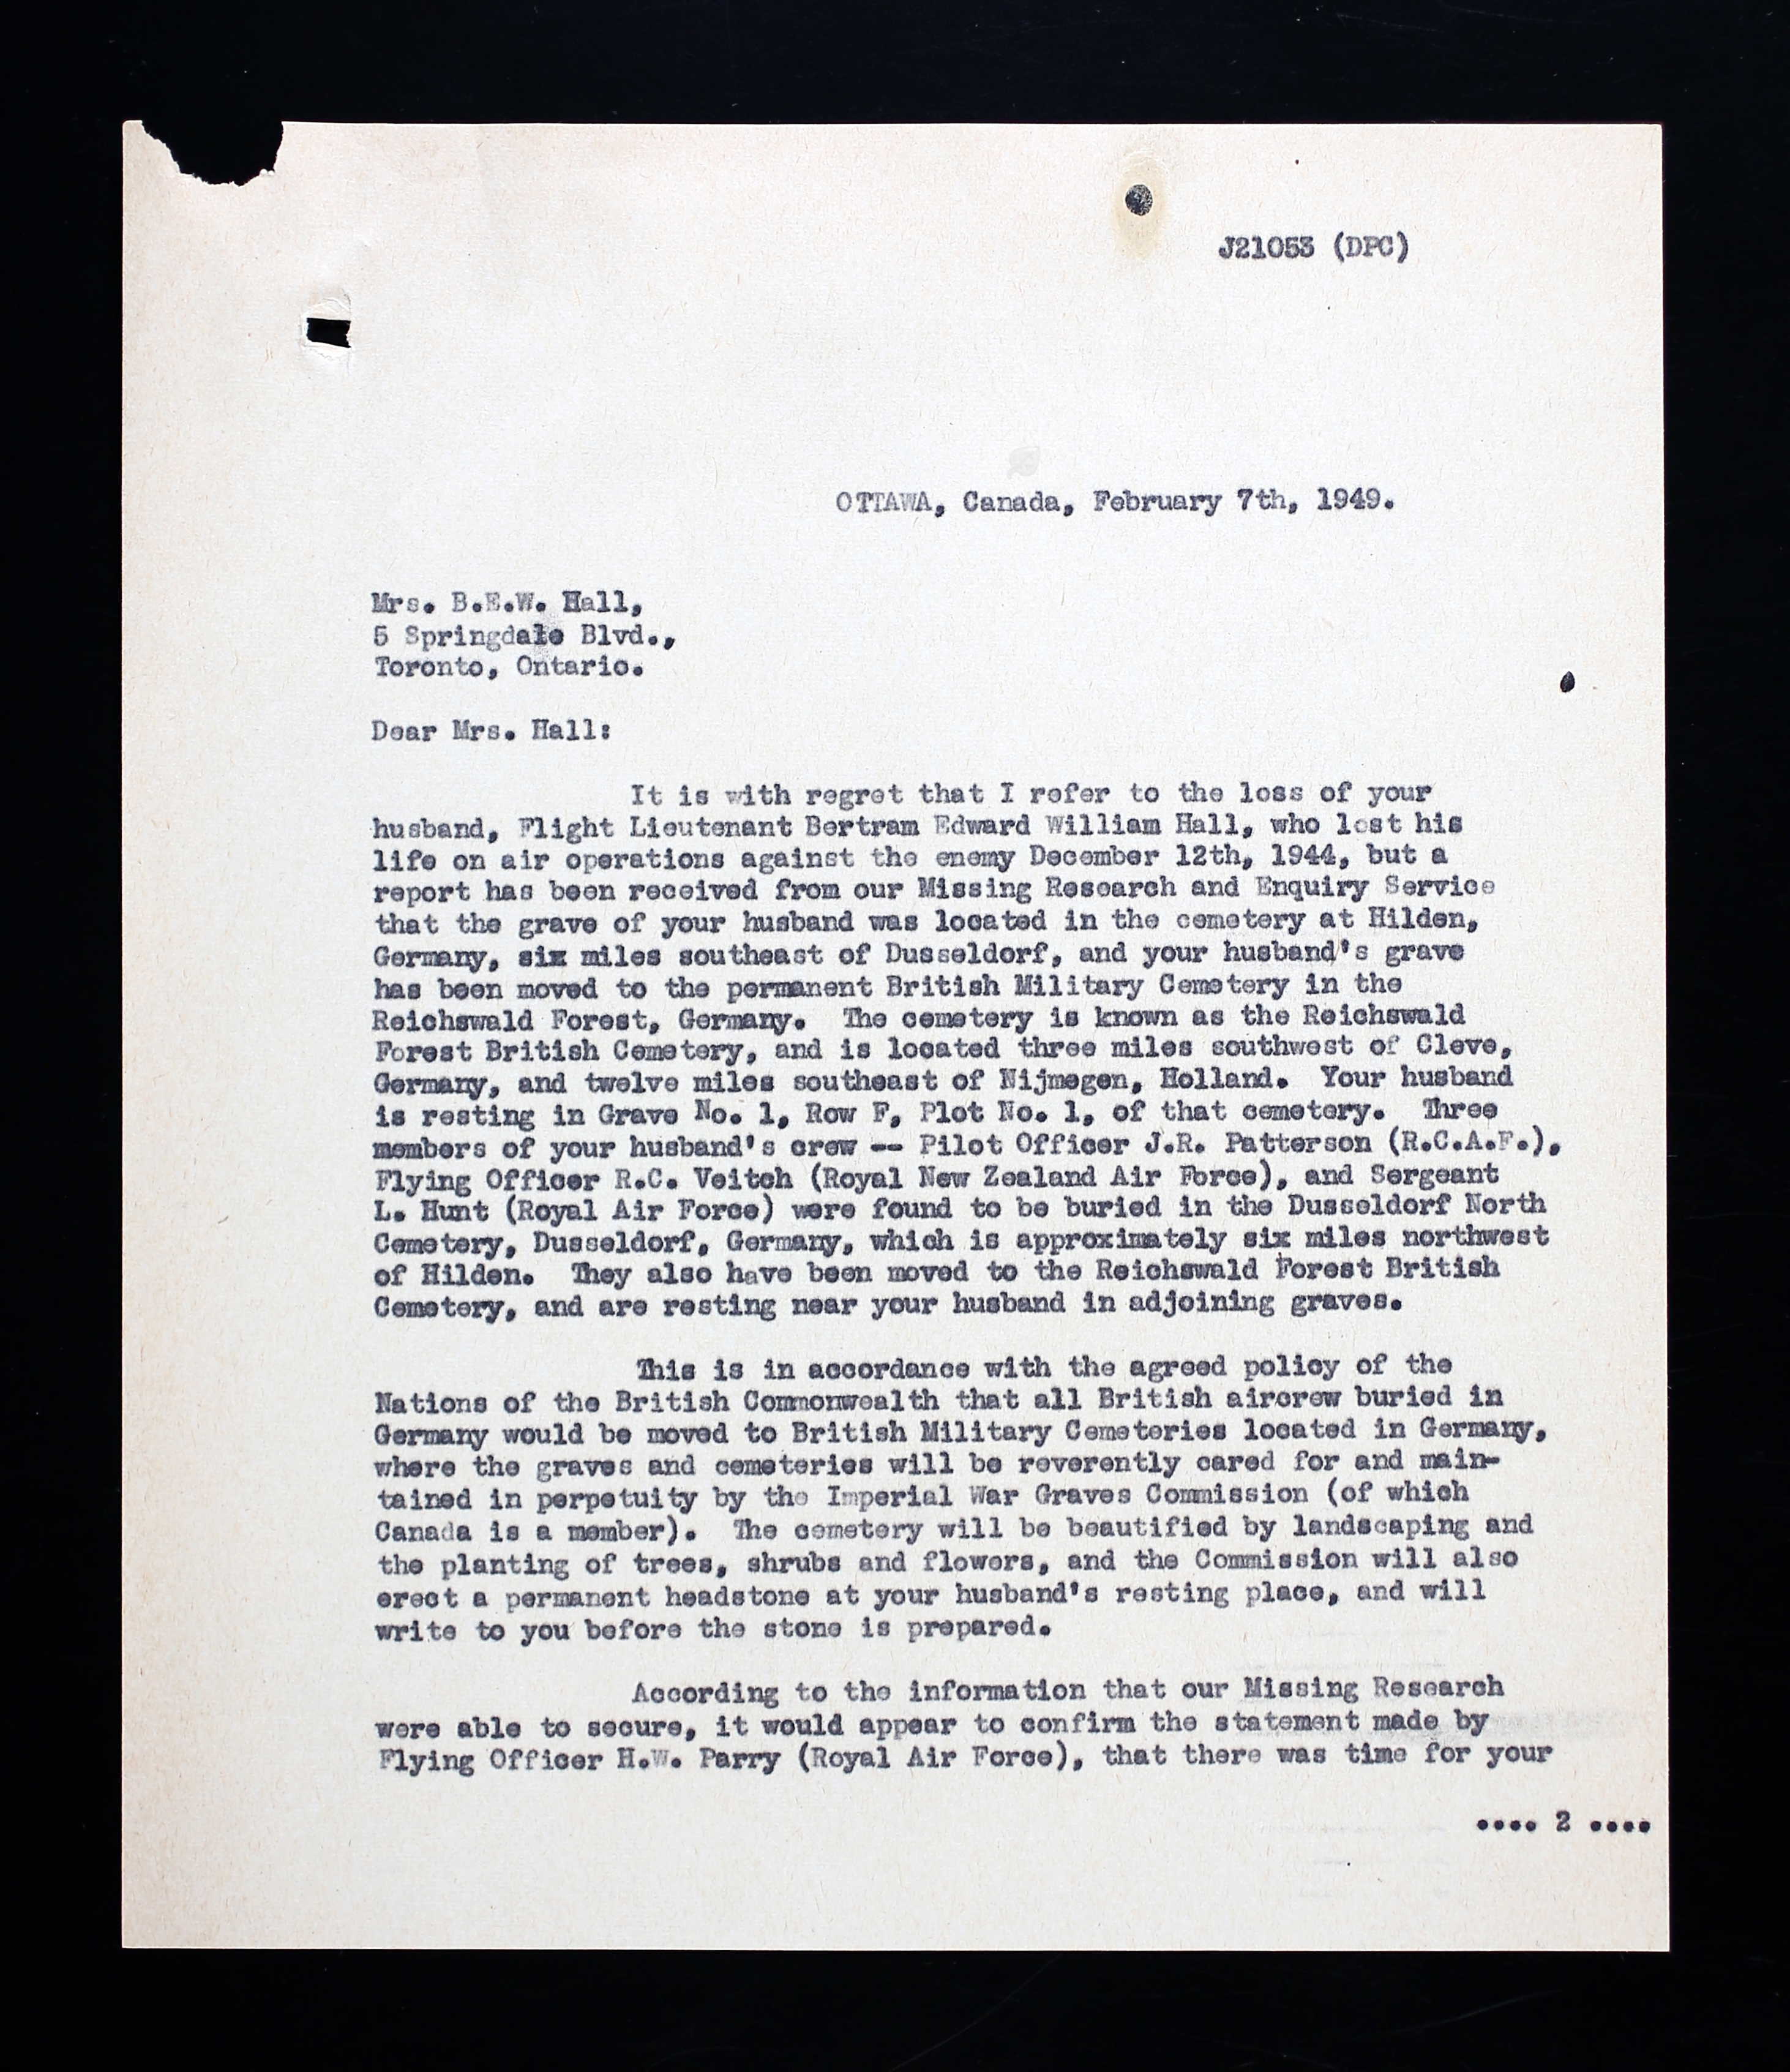 J21053 (DPC)
OTTAWA, Canada, February 7th, 1949.
Mrs. B.E.W. Hall,
5 Springdale Blvd.,
Toronto, Ontario.
Dear Mrs. Hall:
It is with regret that I refer to the loss of your
husband, Flight Lieutenant Bertram Edward William Hall, who lost his
life on air operations against the enemy December 12th, 1944, but a
report has been received from our Missing Research and Enquiry Service
that the grave of your husband was located in the cemetery at Hilden,
Germany, six miles southeast of Dusseldorf, and your husband's grave
has been moved to the permanent British Military Cemetery in the
Reichswald Forest, Germany. The cemetery is known as the Reichswald
Forest British Cemetery, and is located three miles southwest of Cleve,
Germany, and twelve miles southeast of Nijmegen, Holland. Your husband
is resting in Grave No. 1, Row F, Plot No. 1, of that cemetery. Three
members of your husband's crew -- Pilot Officer J.R. Patterson (R.C.A.F.),
Flying Officer R.C. Veitch (Royal New Zealand Air Force), and Sergeant
L. Hunt (Royal Air Force) were found to be buried in the Dusseldorf North
Cemetery, Dusseldorf, Germany, which is approximately six miles northwest
of Hilden. They also have been moved to the Reichswald Forest British
Cemetery, and are resting near your husband in adjoining graves.
This is in accordance with the agreed policy of the
Nations of the British Commonwealth that all British aircrew buried in
Germany would be moved to British Military Cemeteries located in Germany,
where the graves and cemeteries will be reverently cared for and main-
tained in perpetuity by the Imperial War Graves Commission (of which
Canada is a member). The cemetery will be beautified by landscaping and
the planting of trees, shrubs and flowers, and the Commission will also
erect a permanent headstone at your husband's resting place, and will
write to you before the stone is prepared.
According to the information that our Missing Research
were able to secure, it would appear to confirm the statement made by
Flying Officer H.W. Parry (Royal Air Force), that there was time for your
.... 2 ....